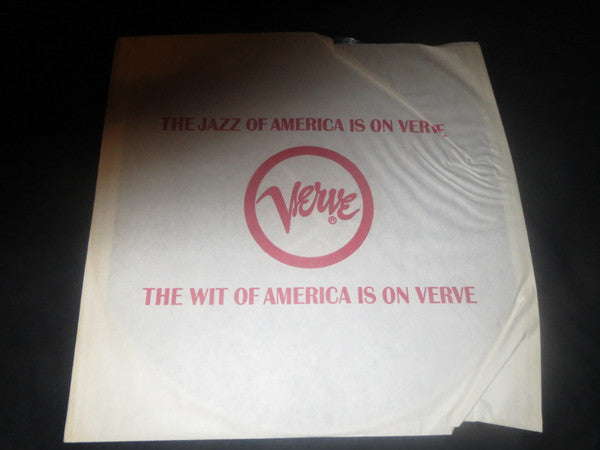 THE JAZZ OF AMERICA IS ON VERVE
Verve®
THE WIT OF AMERICA IS ON VERVE